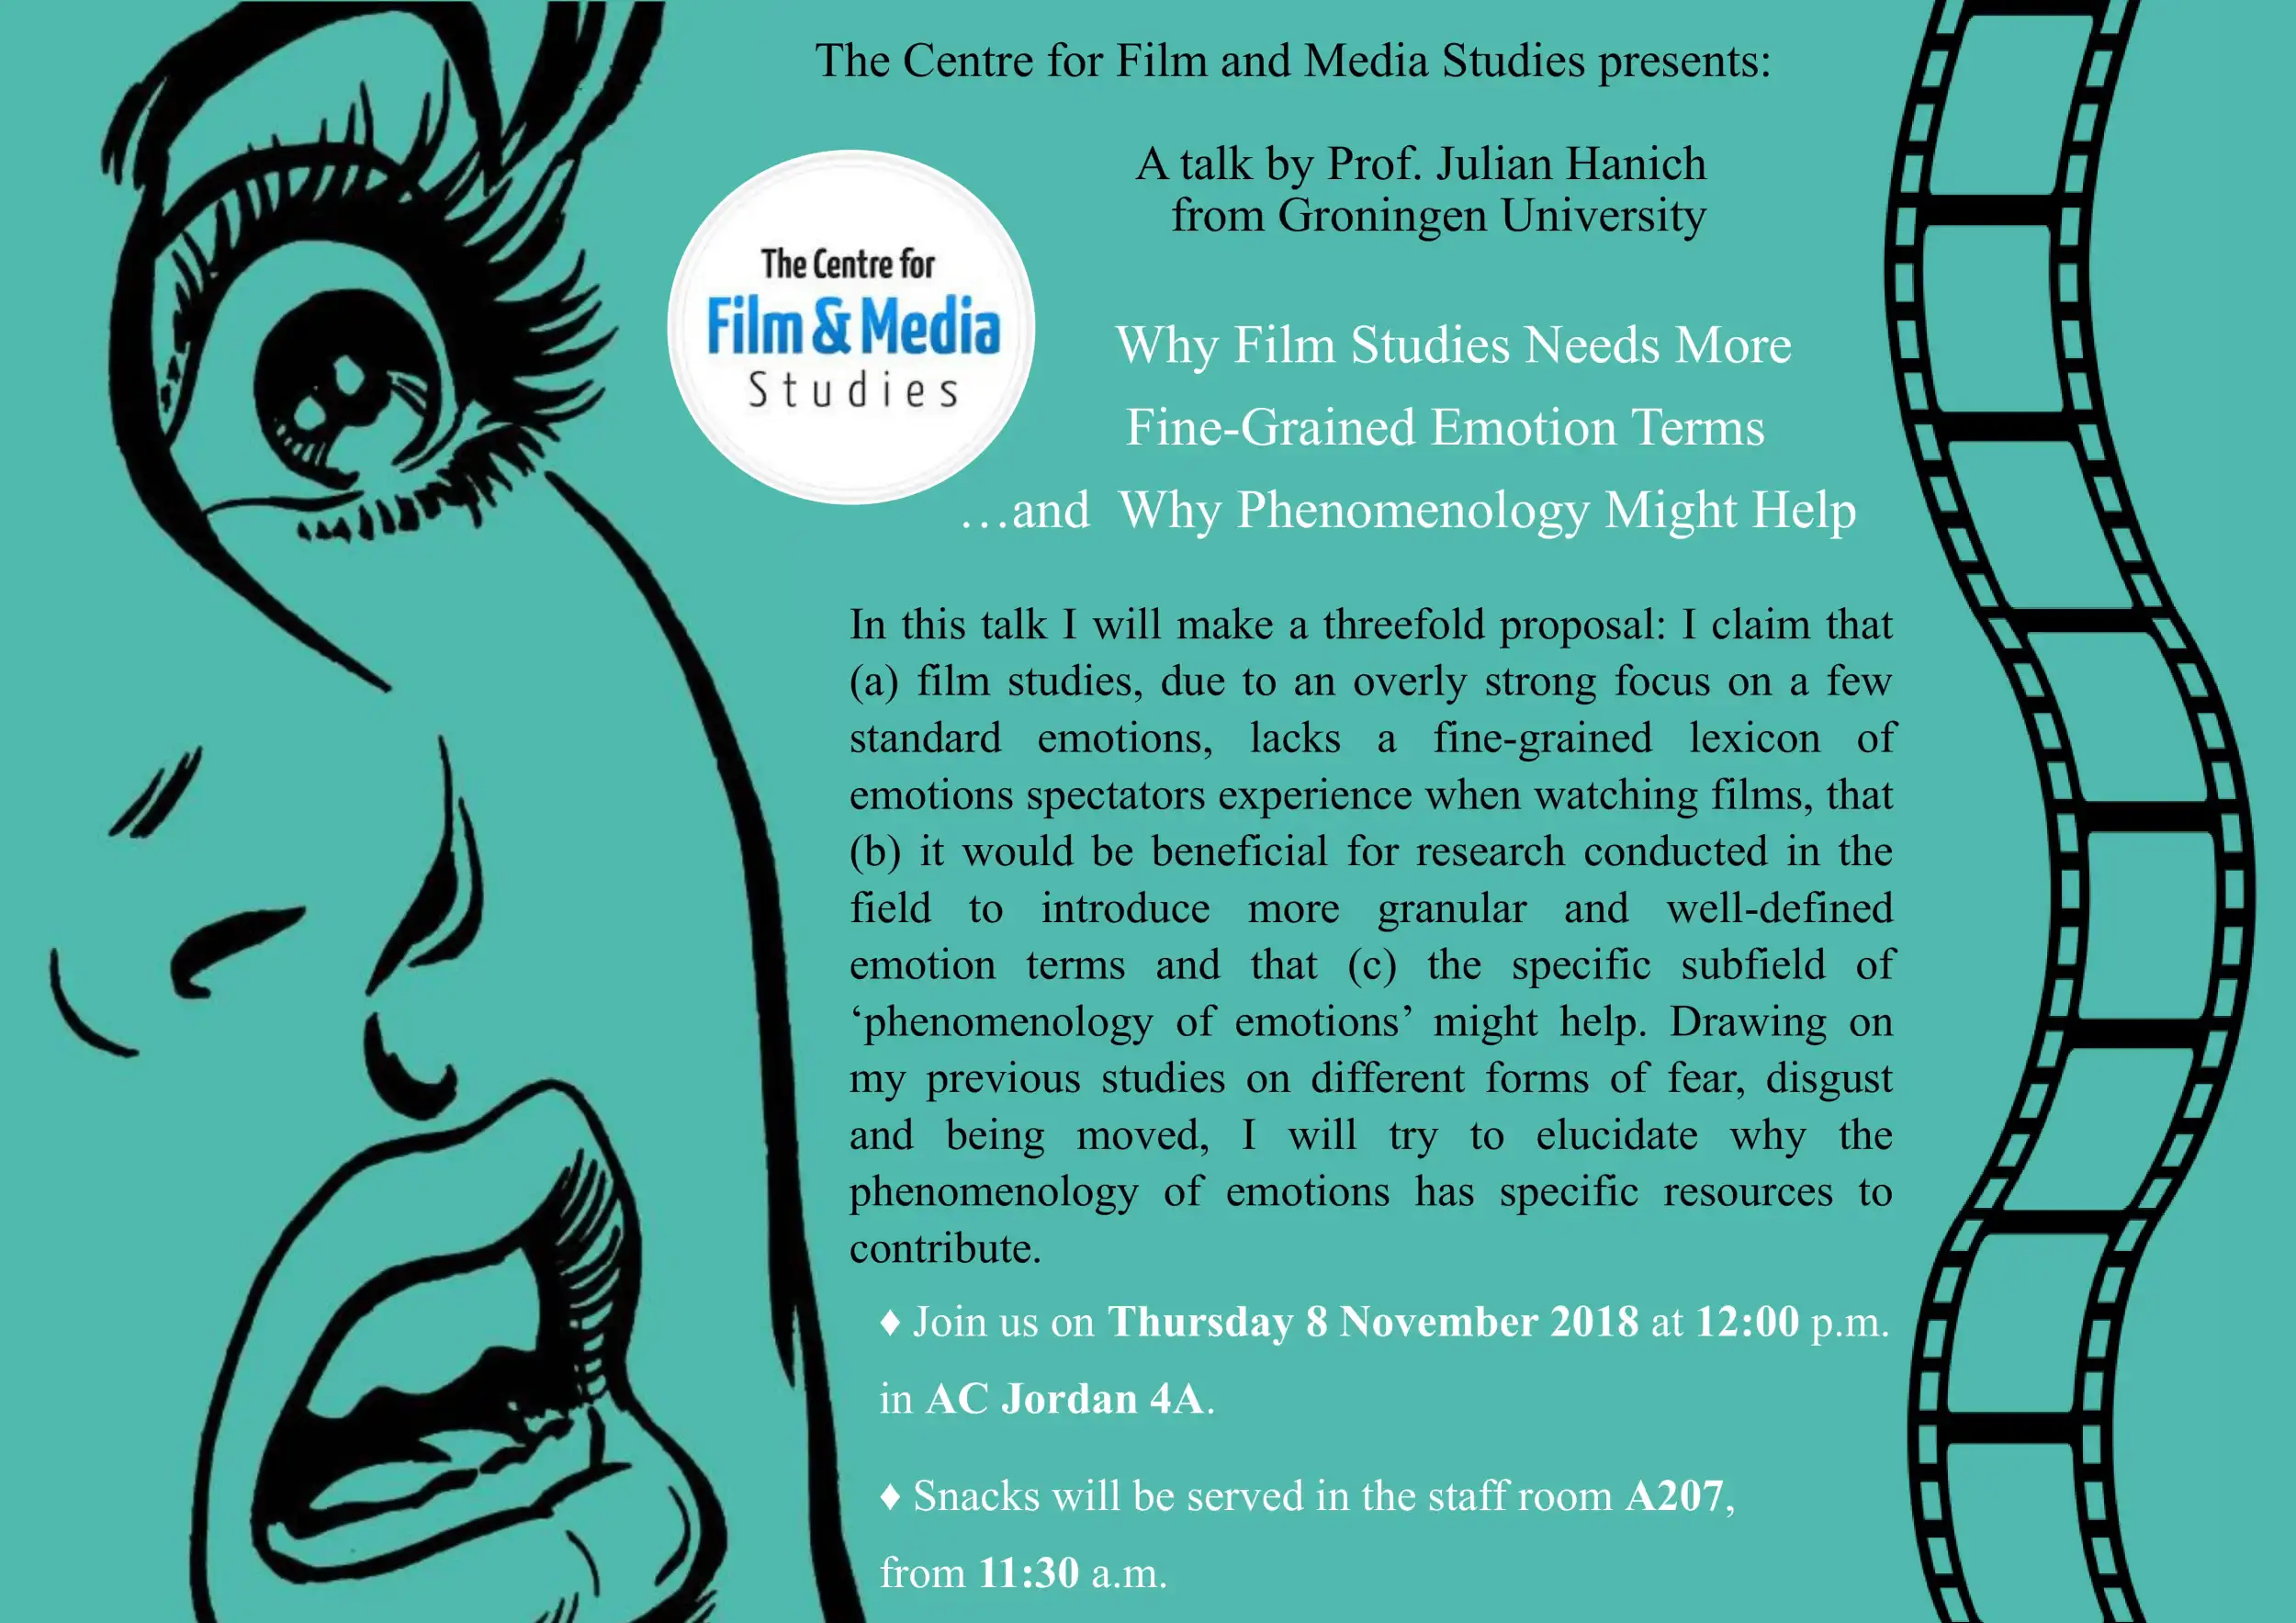 The Centre for Film and Media Studies presents:
A talk by Prof. Julian Hanich
from Groningen University
The Centre for
Film & Media
Studies
Why Film Studies Needs More
Fine-Grained Emotion Terms
…and Why Phenomenology Might Help
In this talk I will make a threefold proposal: I claim that
(a) film studies, due to an overly strong focus on a few
standard emotions, lacks a fine-grained lexicon of
emotions spectators experience when watching films, that
(b) it would be beneficial for research conducted in the
field to introduce more granular and well-defined
emotion terms and that (c) the specific subfield of
‘phenomenology of emotions’ might help. Drawing on
my previous studies on different forms of fear, disgust
and being moved, I will try to elucidate why the
phenomenology of emotions has specific resources to
contribute.
♦ Join us on Thursday 8 November 2018 at 12:00 p.m.
in AC Jordan 4A.
♦ Snacks will be served in the staff room A207,
from 11:30 a.m.